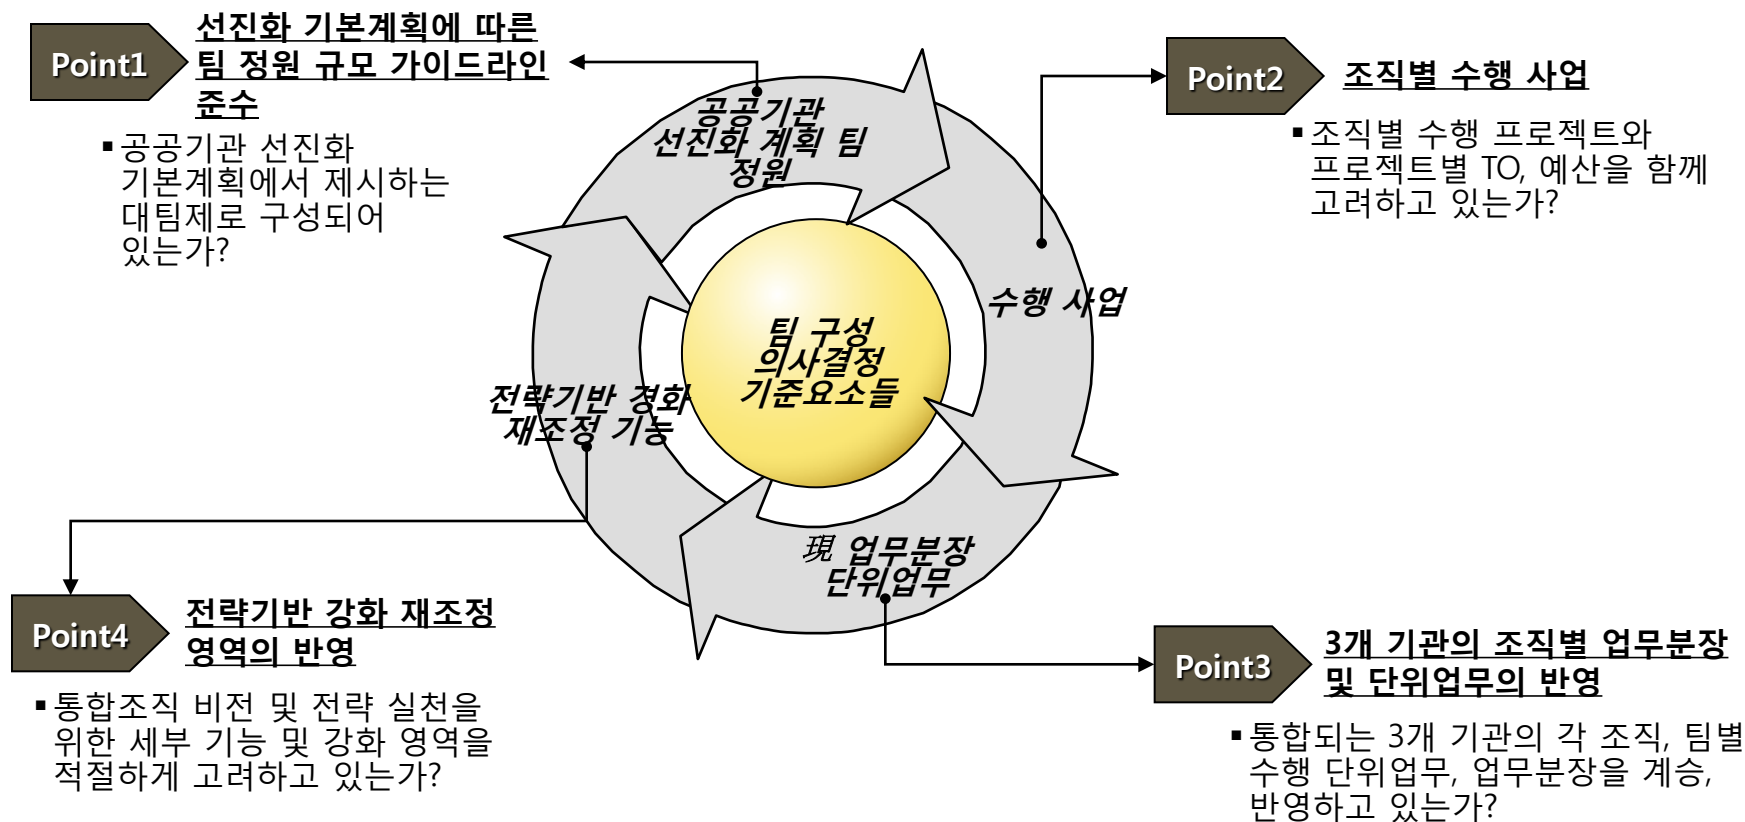 Point1
선진화 기본계획에 따른
팀 정원 규모 가이드라인
준수
▪ 공공기관 선진화
기본계획에서 제시하는
대팀제로 구성되어
있는가?
Point2
조직별 수행 사업
▪ 조직별 수행 프로젝트와
프로젝트별 TO, 예산을 함께
고려하고 있는가?
공공기관
선진화 계획 팀
정원
수행 사업
팀 구성
의사결정
기준요소들
전략기반 경화
재조정 기능
現 업무분장
단위업무
Point4
전략기반 강화 재조정
영역의 반영
▪ 통합조직 비전 및 전략 실천을
위한 세부 기능 및 강화 영역을
적절하게 고려하고 있는가?
Point3
3개 기관의 조직별 업무분장
및 단위업무의 반영
▪ 통합되는 3개 기관의 각 조직, 팀별
수행 단위업무, 업무분장을 계승,
반영하고 있는가?